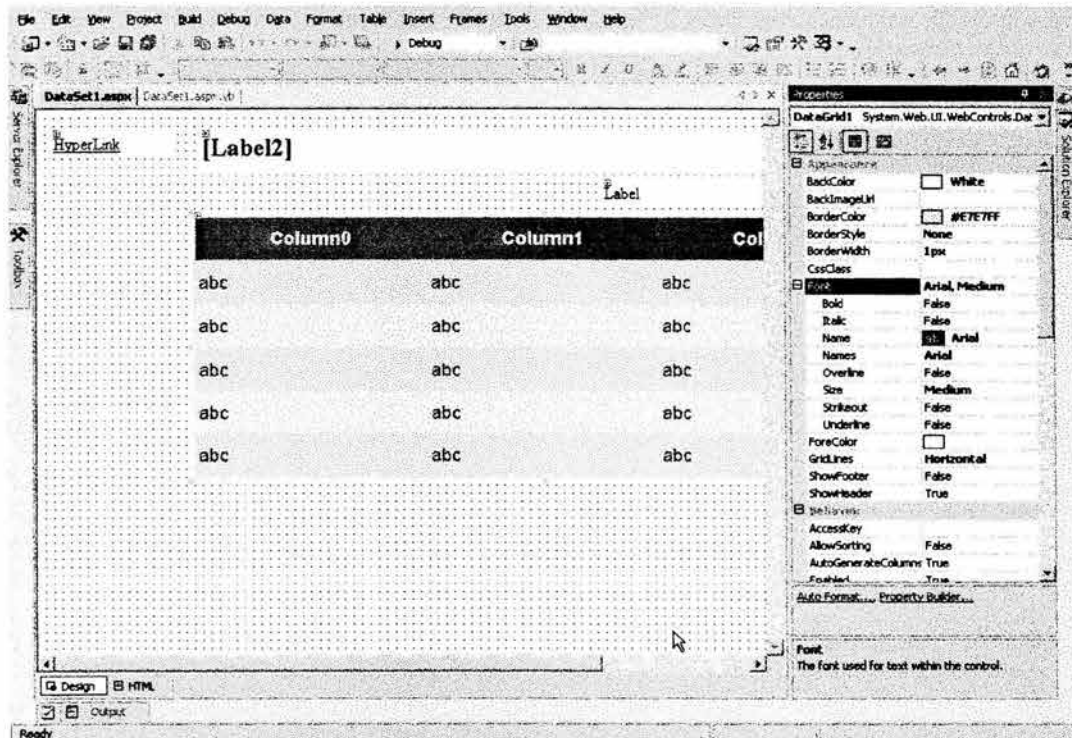 File Edit View Project Build Debug Data Format Table Insert Frames Tools Window Help
Debug
DataSet1.aspx DataSet1.aspx.vb
Server Explorer
Toolbox
HyperLink
[Label2]
Label
Column0 Column1 Col
abc abc abc
abc abc abc
abc abc abc
abc abc abc
abc abc abc
Design HTML
Output
Ready
Properties
DataGrid1 System.Web.UI.WebControls.Dat
Appearance
BackColor White
BackImageUrl
BorderColor #E7E7FF
BorderStyle None
BorderWidth 1px
CssClass
Font Arial, Medium
Bold False
Italic False
Name Arial
Names Arial
Overline False
Size Medium
Strikeout False
Underline False
ForeColor
GridLines Horizontal
ShowFooter False
ShowHeader True
Behavior
AccessKey
AllowSorting False
AutoGenerateColumns True
Enabled True
Auto Format..., Property Builder...
Font
The font used for text within the control.
Solution Explorer